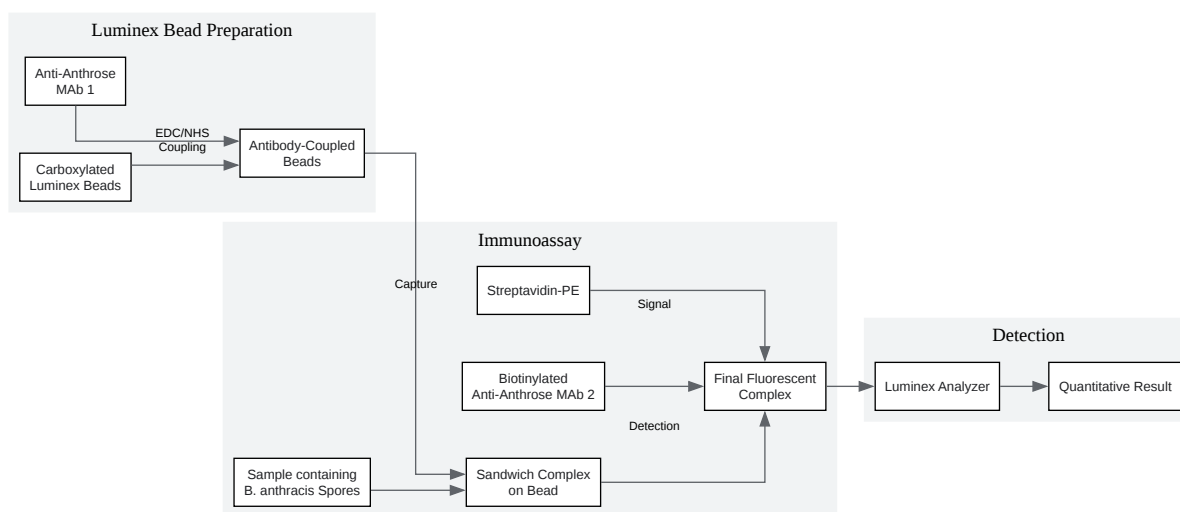 Luminex Bead Preparation
Anti-Anthrose
MAb 1
EDC/NHS
Coupling
Antibody-Coupled
Beads
Carboxylated
Luminex Beads
Immunoassay
Capture
Streptavidin-PE
Signal
Biotinylated
Anti-Anthrose MAb 2
Detection
Final Fluorescent
Complex
Sample containing
B. anthracis Spores
Sandwich Complex
on Bead
Detection
Luminex Analyzer
Quantitative Result